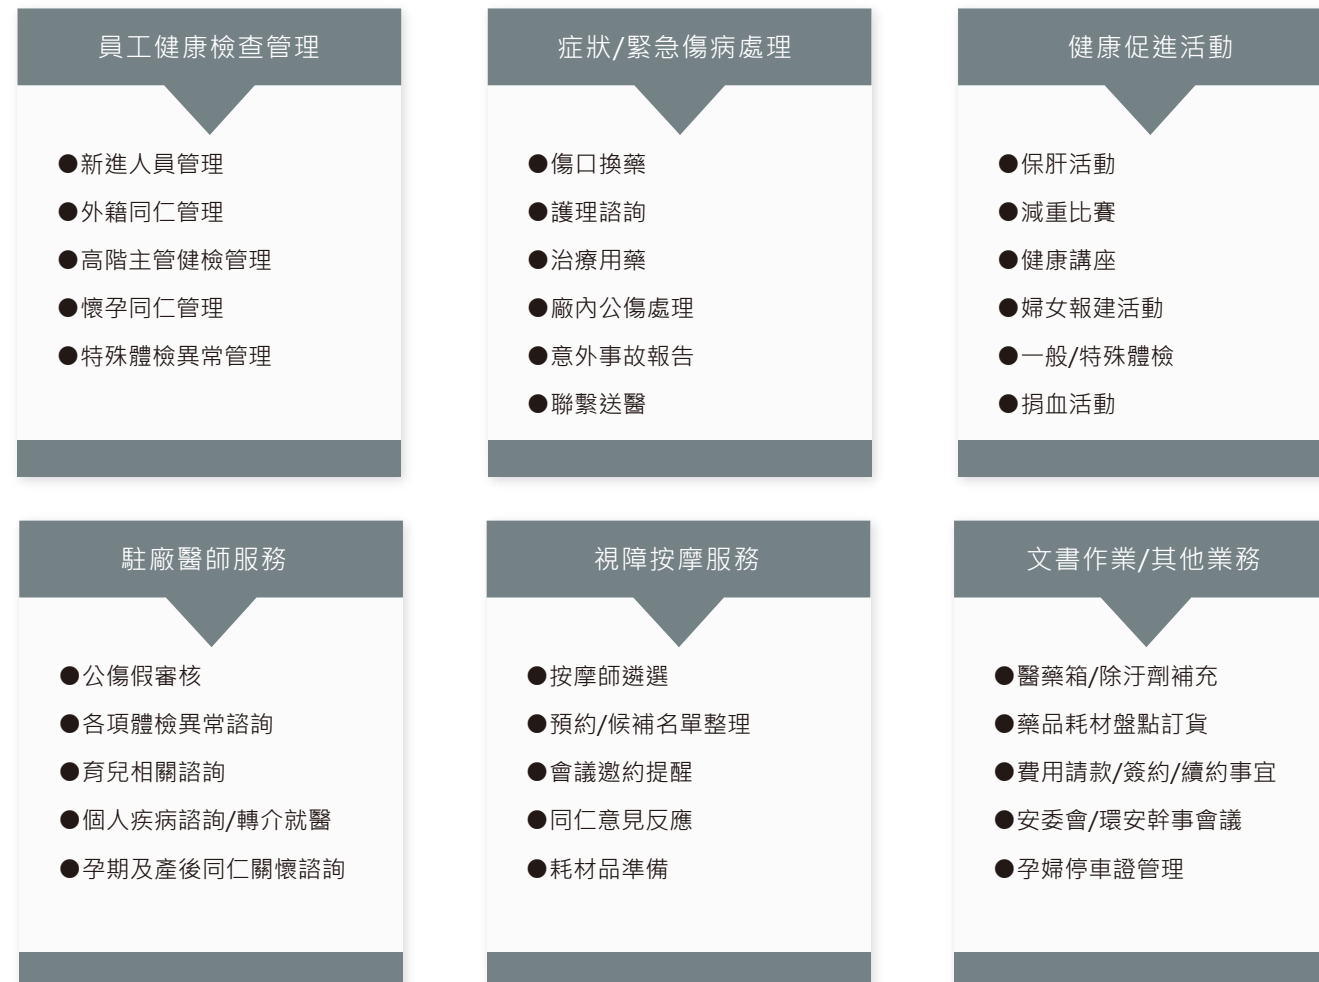 員工健康檢查管理
●新進人員管理
●外籍同仁管理
●高階主管健檢管理
●懷孕同仁管理
●特殊體檢異常管理
症狀/緊急傷病處理
●傷口換藥
●護理諮詢
●治療用藥
●廠內公傷處理
●意外事故報告
●聯繫送醫
健康促進活動
●保肝活動
●減重比賽
●健康講座
●婦女報建活動
●一般/特殊體檢
●捐血活動
駐廠醫師服務
●公傷假審核
●各項體檢異常諮詢
●育兒相關諮詢
●個人疾病諮詢/轉介就醫
●孕期及產後同仁關懷諮詢
視障按摩服務
●按摩師遴選
●預約/候補名單整理
●會議邀約提醒
●同仁意見反應
●耗材品準備
文書作業/其他業務
●醫藥箱/除汙劑補充
●藥品耗材盤點訂貨
●費用請款/簽約/續約事宜
●安委會/環安幹事會議
●孕婦停車證管理